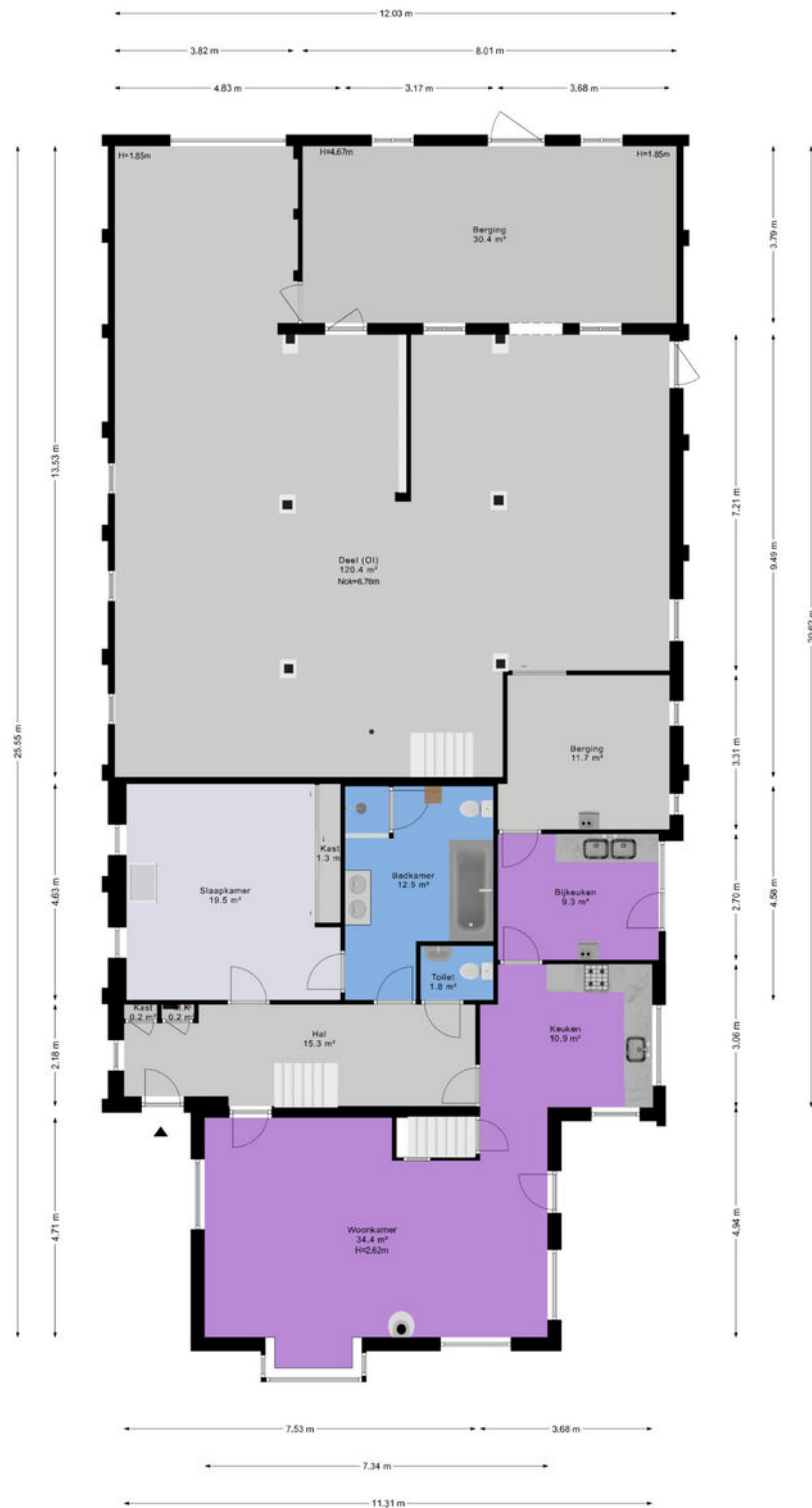 12.03 m
3.82 m
8.01 m
4.83 m
3.17 m
3.68 m
H=1.85m
H=4.67m
H=1.85m
Berging
30.4 m²
3.79 m
13.53 m
7.21 m
9.49 m
Deel (OI)
120.4 m²
Nok=6.76m
20.62 m
25.55 m
Berging
11.7 m²
3.31 m
Kast
1.3 m
Slaapkamer
19.5 m²
Badkamer
12.5 m²
Bijkeuken
9.3 m²
4.63 m
2.70 m
4.58 m
Toilet
1.8 m²
Kast
0.2 m²
0.2 m²
Hal
15.3 m²
Keuken
10.9 m²
2.18 m
3.06 m
Woonkamer
34.4 m²
H=2.62m
4.71 m
4.94 m
7.53 m
3.68 m
7.34 m
11.31 m